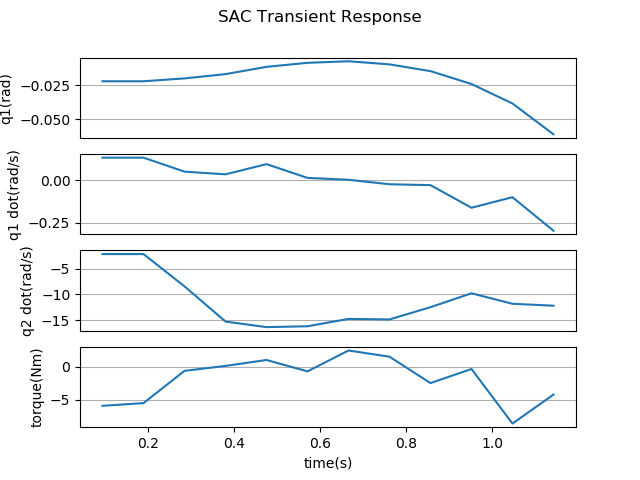 SAC Transient Response
q1(rad)
−0.025
−0.050
q1 dot(rad/s)
0.00
−0.25
q2 dot(rad/s)
−5
−10
−15
torque(Nm)
0
−5
0.2 0.4 0.6 0.8 1.0
time(s)